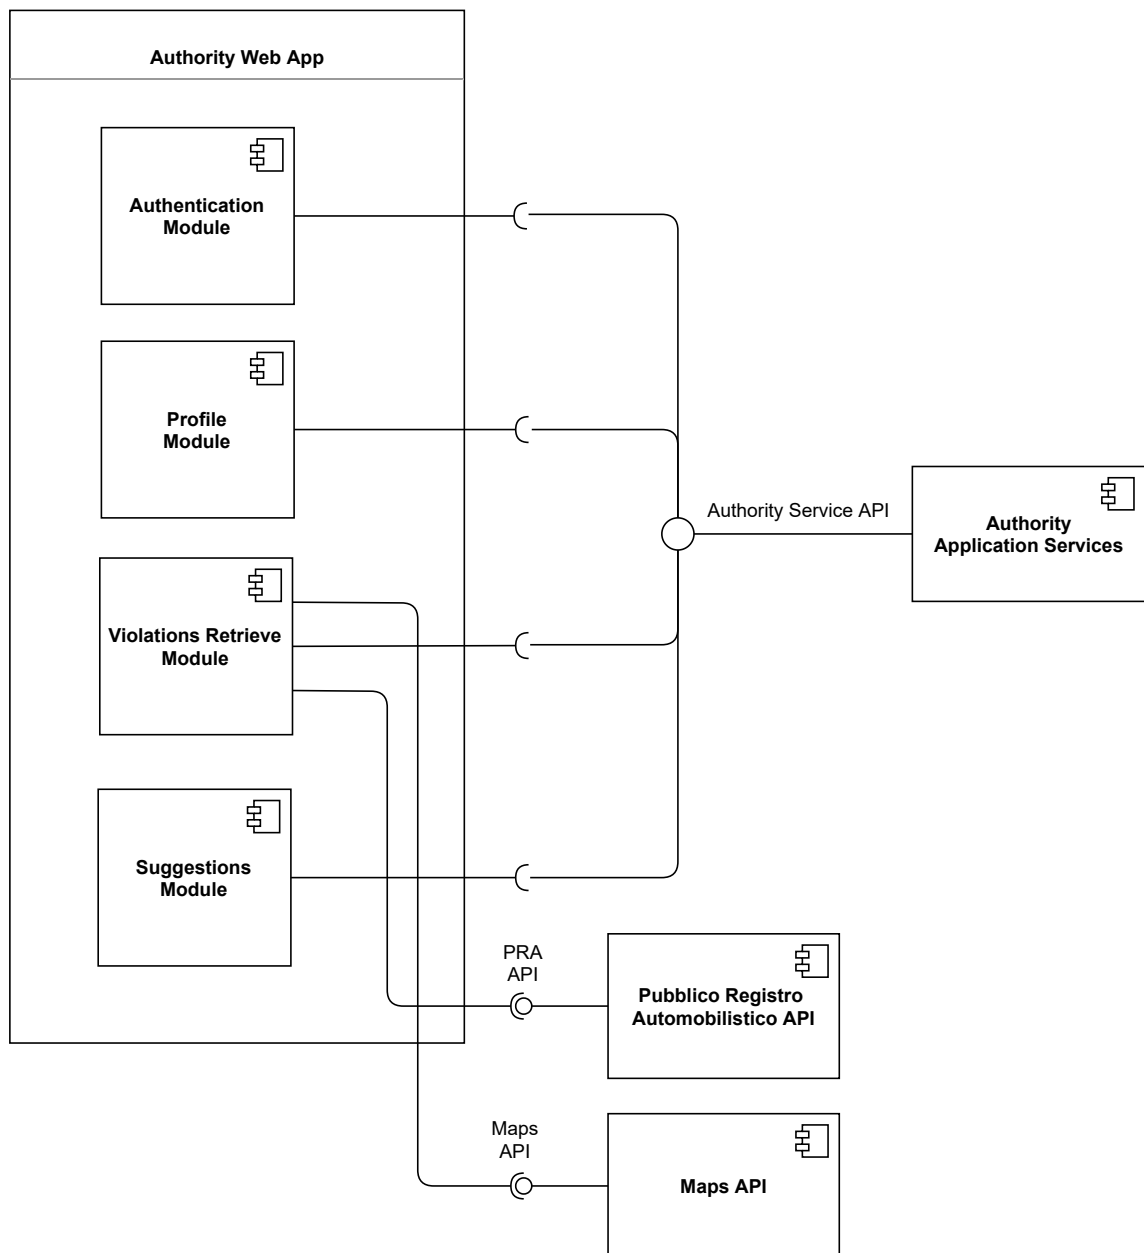 Authority Web App
Authentication
Module
Profile
Module
Authority Service API
Authority
Application Services
Violations Retrieve
Module
Suggestions
Module
PRA
API
Pubblico Registro
Automobilistico API
Maps
API
Maps API